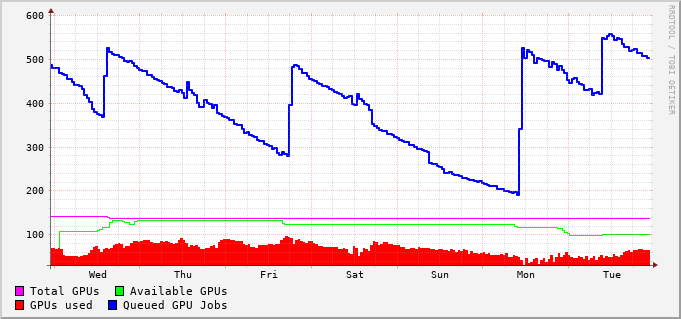 600
500
400
300
200
100
Wed Thu Fri Sat Sun Mon Tue
Total GPUs Available GPUs
GPUs used Queued GPU Jobs
RRDTOOL / TOBI OETIKER